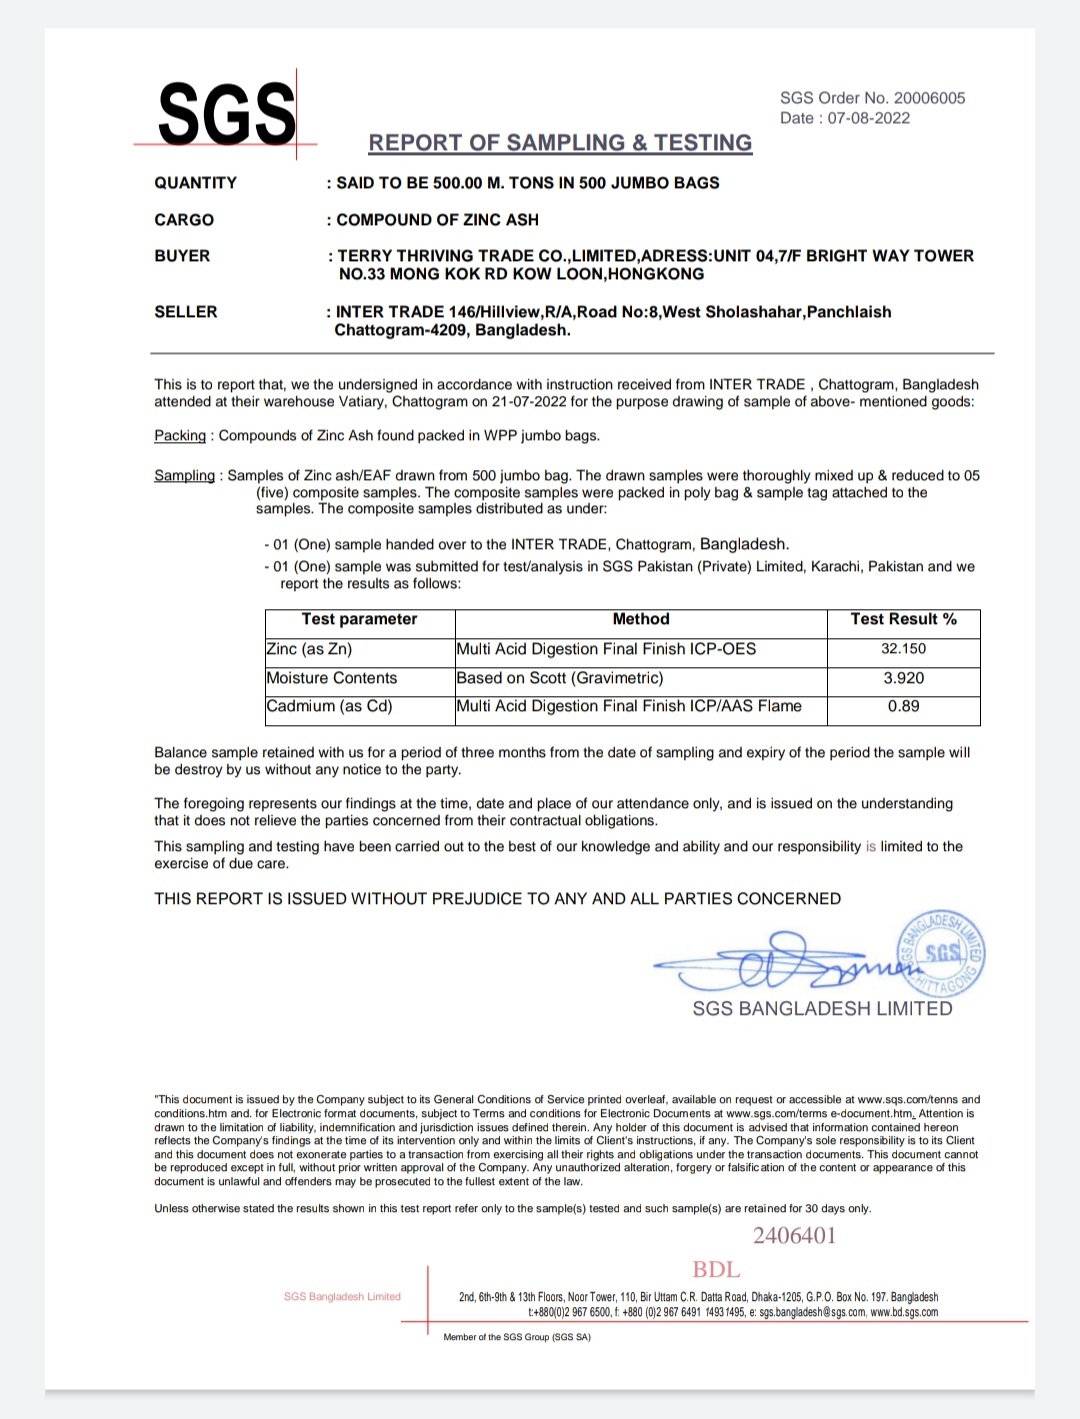 SGS
SGS Order No. 20006005
Date : 07-08-2022
REPORT OF SAMPLING & TESTING
QUANTITY : SAID TO BE 500.00 M. TONS IN 500 JUMBO BAGS
CARGO : COMPOUND OF ZINC ASH
BUYER : TERRY THRIVING TRADE CO.,LIMITED,ADRESS:UNIT 04,7/F BRIGHT WAY TOWER
NO.33 MONG KOK RD KOW LOON,HONGKONG
SELLER : INTER TRADE 146/Hillview,R/A,Road No:8,West Sholashahar,Panchlaish
Chattogram-4209, Bangladesh.
This is to report that, we the undersigned in accordance with instruction received from INTER TRADE , Chattogram, Bangladesh
attended at their warehouse Vatiary, Chattogram on 21-07-2022 for the purpose drawing of sample of above- mentioned goods:
Packing : Compounds of Zinc Ash found packed in WPP jumbo bags.
Sampling : Samples of Zinc ash/EAF drawn from 500 jumbo bag. The drawn samples were thoroughly mixed up & reduced to 05
(five) composite samples. The composite samples were packed in poly bag & sample tag attached to the
samples. The composite samples distributed as under:
- 01 (One) sample handed over to the INTER TRADE, Chattogram, Bangladesh.
- 01 (One) sample was submitted for test/analysis in SGS Pakistan (Private) Limited, Karachi, Pakistan and we
report the results as follows:
Test parameter Method Test Result %
Zinc (as Zn) Multi Acid Digestion Final Finish ICP-OES 32.150
Moisture Contents Based on Scott (Gravimetric) 3.920
Cadmium (as Cd) Multi Acid Digestion Final Finish ICP/AAS Flame 0.89
Balance sample retained with us for a period of three months from the date of sampling and expiry of the period the sample will
be destroy by us without any notice to the party.
The foregoing represents our findings at the time, date and place of our attendance only, and is issued on the understanding
that it does not relieve the parties concerned from their contractual obligations.
This sampling and testing have been carried out to the best of our knowledge and ability and our responsibility is limited to the
exercise of due care.
THIS REPORT IS ISSUED WITHOUT PREJUDICE TO ANY AND ALL PARTIES CONCERNED
SGS BANGLADESH LIMITED
SGS
CHITTAGONG
SGS BANGLADESH LIMITED
"This document is issued by the Company subject to its General Conditions of Service printed overleaf, available on request or accessible at www.sqs.com/tenns and
conditions.htm and. for Electronic format documents, subject to Terms and conditions for Electronic Documents at www.sgs.com/terms e-document.htm, Attention is
drawn to the limitation of liability, indemnification and jurisdiction issues defined therein. Any holder of this document is advised that information contained hereon
reflects the Company's findings at the time of its intervention only and within the limits of Client's instructions, if any. The Company's sole responsibility is to its Client
and this document does not exonerate parties to a transaction from exercising all their rights and obligations under the transaction documents. This document cannot
be reproduced except in full, without prior written approval of the Company. Any unauthorized alteration, forgery or falsification of the content or appearance of this
document is unlawful and offenders may be prosecuted to the fullest extent of the law.
Unless otherwise stated the results shown in this test report refer only to the sample(s) tested and such sample(s) are retained for 30 days only.
2406401
BDL
SGS Bangladesh Limited
2nd, 6th-9th & 13th Floors, Noor Tower, 110, Bir Uttam C.R. Datta Road, Dhaka-1205, G.P.O. Box No. 197. Bangladesh
t:+880(0)2 967 6500, f: +880 (0)2 967 6491 1493 1495, e: sgs.bangladesh@sgs.com, www.bd.sgs.com
Member of the SGS Group (SGS SA)